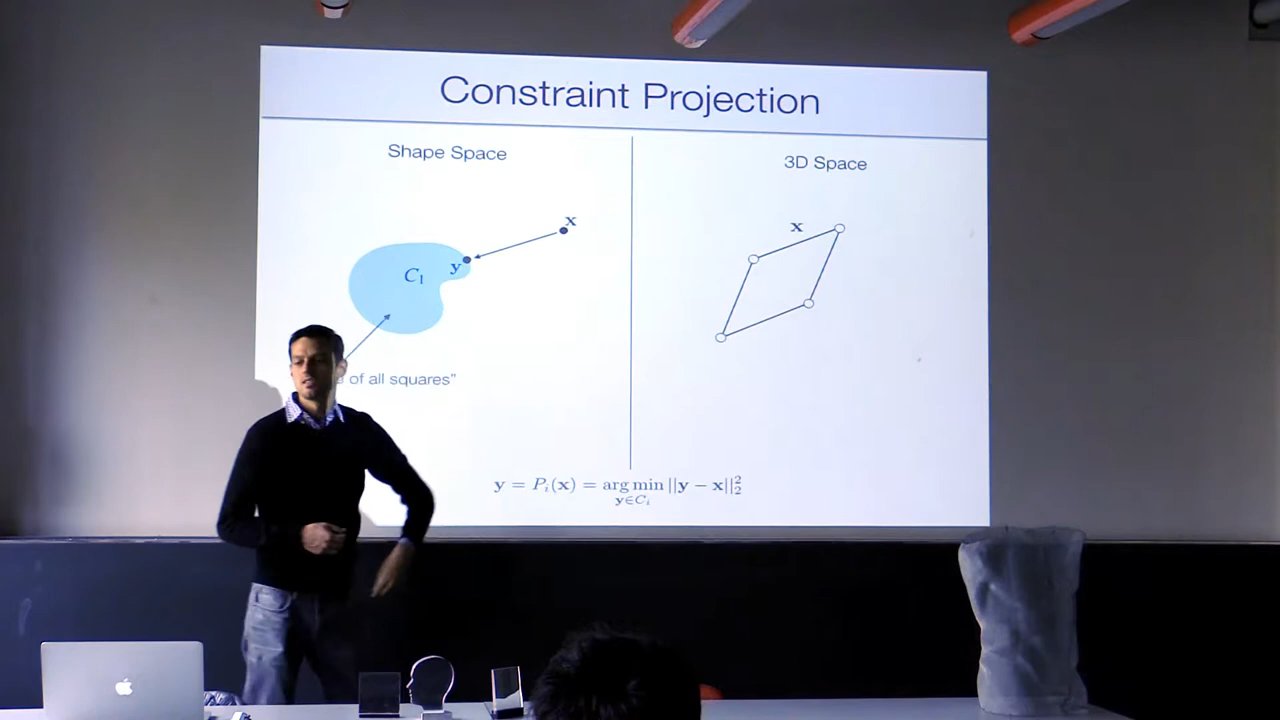 Constraint Projection
Shape Space
3D Space
x
y
C₁
x
of all squares"
y = Pᵢ(x) = arg min ||y − x||₂²
y∈Cᵢ